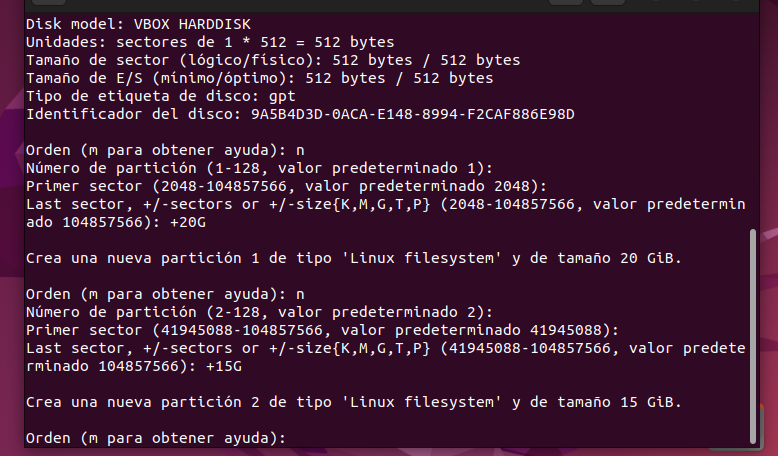 Disk model: VBOX HARDDISK
Unidades: sectores de 1 * 512 = 512 bytes
Tamaño de sector (lógico/físico): 512 bytes / 512 bytes
Tamaño de E/S (mínimo/óptimo): 512 bytes / 512 bytes
Tipo de etiqueta de disco: gpt
Identificador del disco: 9A5B4D3D-0ACA-E148-8994-F2CAF886E98D

Orden (m para obtener ayuda): n
Número de partición (1-128, valor predeterminado 1):
Primer sector (2048-104857566, valor predeterminado 2048):
Last sector, +/-sectors or +/-size{K,M,G,T,P} (2048-104857566, valor predetermin
ado 104857566): +20G

Crea una nueva partición 1 de tipo 'Linux filesystem' y de tamaño 20 GiB.

Orden (m para obtener ayuda): n
Número de partición (2-128, valor predeterminado 2):
Primer sector (41945088-104857566, valor predeterminado 41945088):
Last sector, +/-sectors or +/-size{K,M,G,T,P} (41945088-104857566, valor predete
rminado 104857566): +15G

Crea una nueva partición 2 de tipo 'Linux filesystem' y de tamaño 15 GiB.

Orden (m para obtener ayuda):